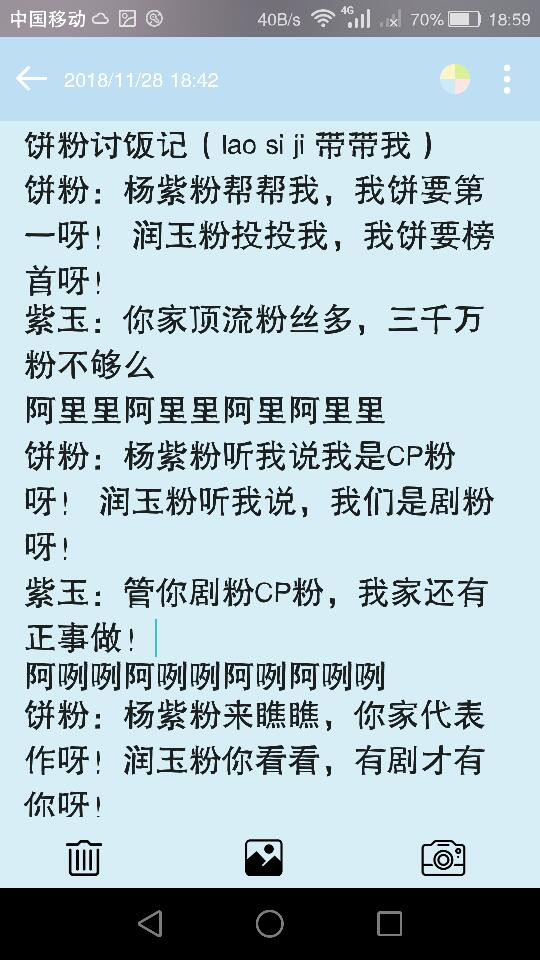 中国移动 40B/s 4G 70% 18:59
2018/11/28 18:42
饼粉讨饭记（lao si ji 带带我）
饼粉：杨紫粉帮帮我，我饼要第
一呀！ 润玉粉投投我，我饼要榜
首呀！
紫玉：你家顶流粉丝多，三千万
粉不够么
阿里里阿里里阿里阿里里
饼粉：杨紫粉听我说我是CP粉
呀！ 润玉粉听我说，我们是剧粉
呀！
紫玉：管你剧粉CP粉，我家还有
正事做！
阿咧咧阿咧咧阿咧阿咧咧
饼粉：杨紫粉来瞧瞧，你家代表
作呀！润玉粉你看看，有剧才有
你呀！